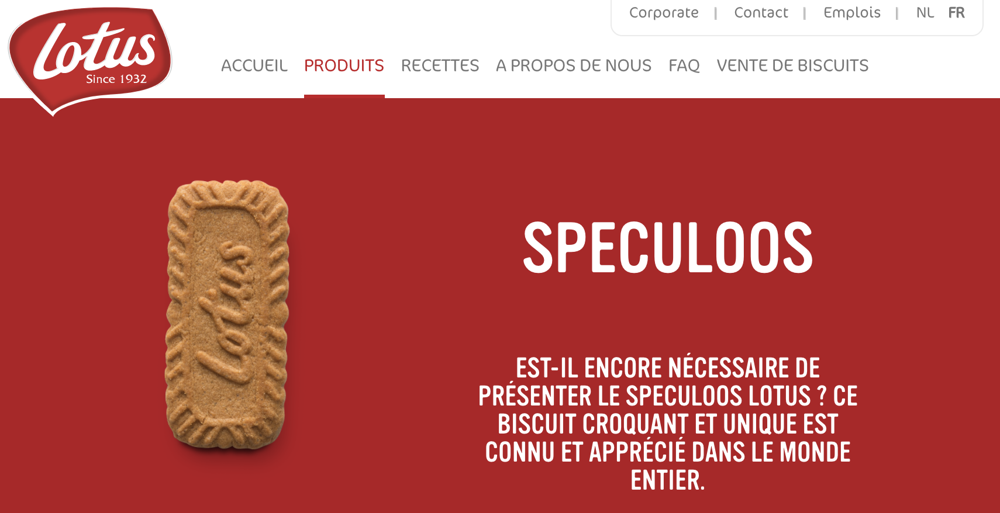 Corporate | Contact | Emplois | NL FR
Lotus
Since 1932
ACCUEIL PRODUITS RECETTES A PROPOS DE NOUS FAQ VENTE DE BISCUITS
Lotus
SPECULOOS
EST-IL ENCORE NÉCESSAIRE DE
PRÉSENTER LE SPECULOOS LOTUS ? CE
BISCUIT CROQUANT ET UNIQUE EST
CONNU ET APPRÉCIÉ DANS LE MONDE
ENTIER.